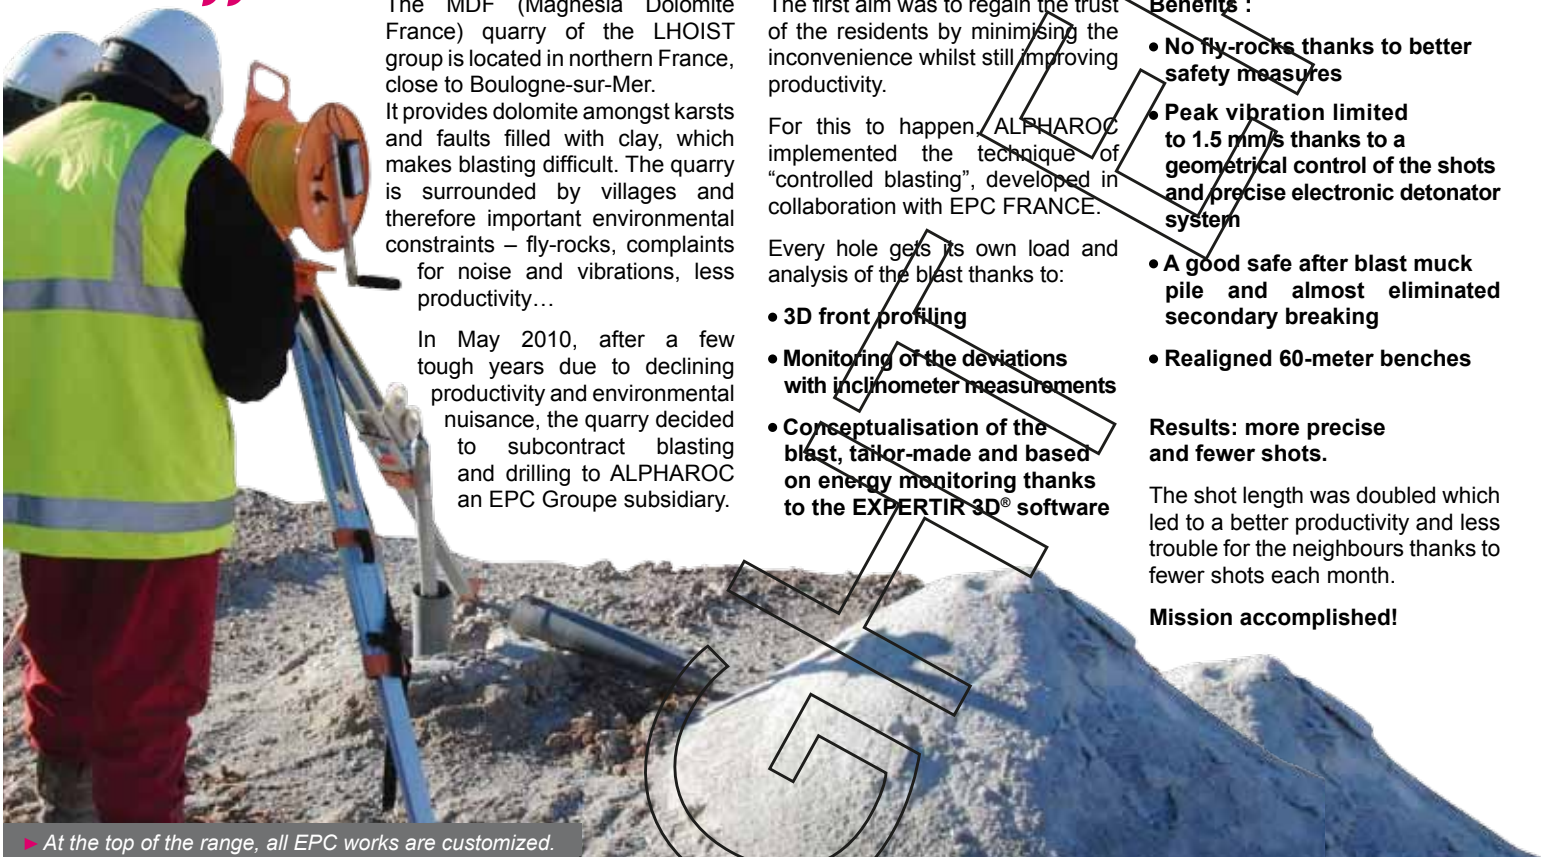 ”
The MDF (Magnesia Dolomite
France) quarry of the LHOIST
group is located in northern France,
close to Boulogne-sur-Mer.
It provides dolomite amongst karsts
and faults filled with clay, which
makes blasting difficult. The quarry
is surrounded by villages and
therefore important environmental
constraints – fly-rocks, complaints
for noise and vibrations, less
productivity…
In May 2010, after a few
tough years due to declining
productivity and environmental
nuisance, the quarry decided
to subcontract blasting
and drilling to ALPHAROC
an EPC Groupe subsidiary.
The first aim was to regain the trust
of the residents by minimising the
inconvenience whilst still improving
productivity.
For this to happen, ALPHAROC
implemented the technique of
“controlled blasting”, developed in
collaboration with EPC FRANCE.
Every hole gets its own load and
analysis of the blast thanks to:
• 3D front profiling
• Monitoring of the deviations
with inclinometer measurements
• Conceptualisation of the
blast, tailor-made and based
on energy monitoring thanks
to the EXPERTIR 3D® software
Benefits :
• No fly-rocks thanks to better
safety measures
• Peak vibration limited
to 1.5 mm/s thanks to a
geometrical control of the shots
and precise electronic detonator
system
• A good safe after blast muck
pile and almost eliminated
secondary breaking
• Realigned 60-meter benches
Results: more precise
and fewer shots.
The shot length was doubled which
led to a better productivity and less
trouble for the neighbours thanks to
fewer shots each month.
Mission accomplished!
► At the top of the range, all EPC works are customized.